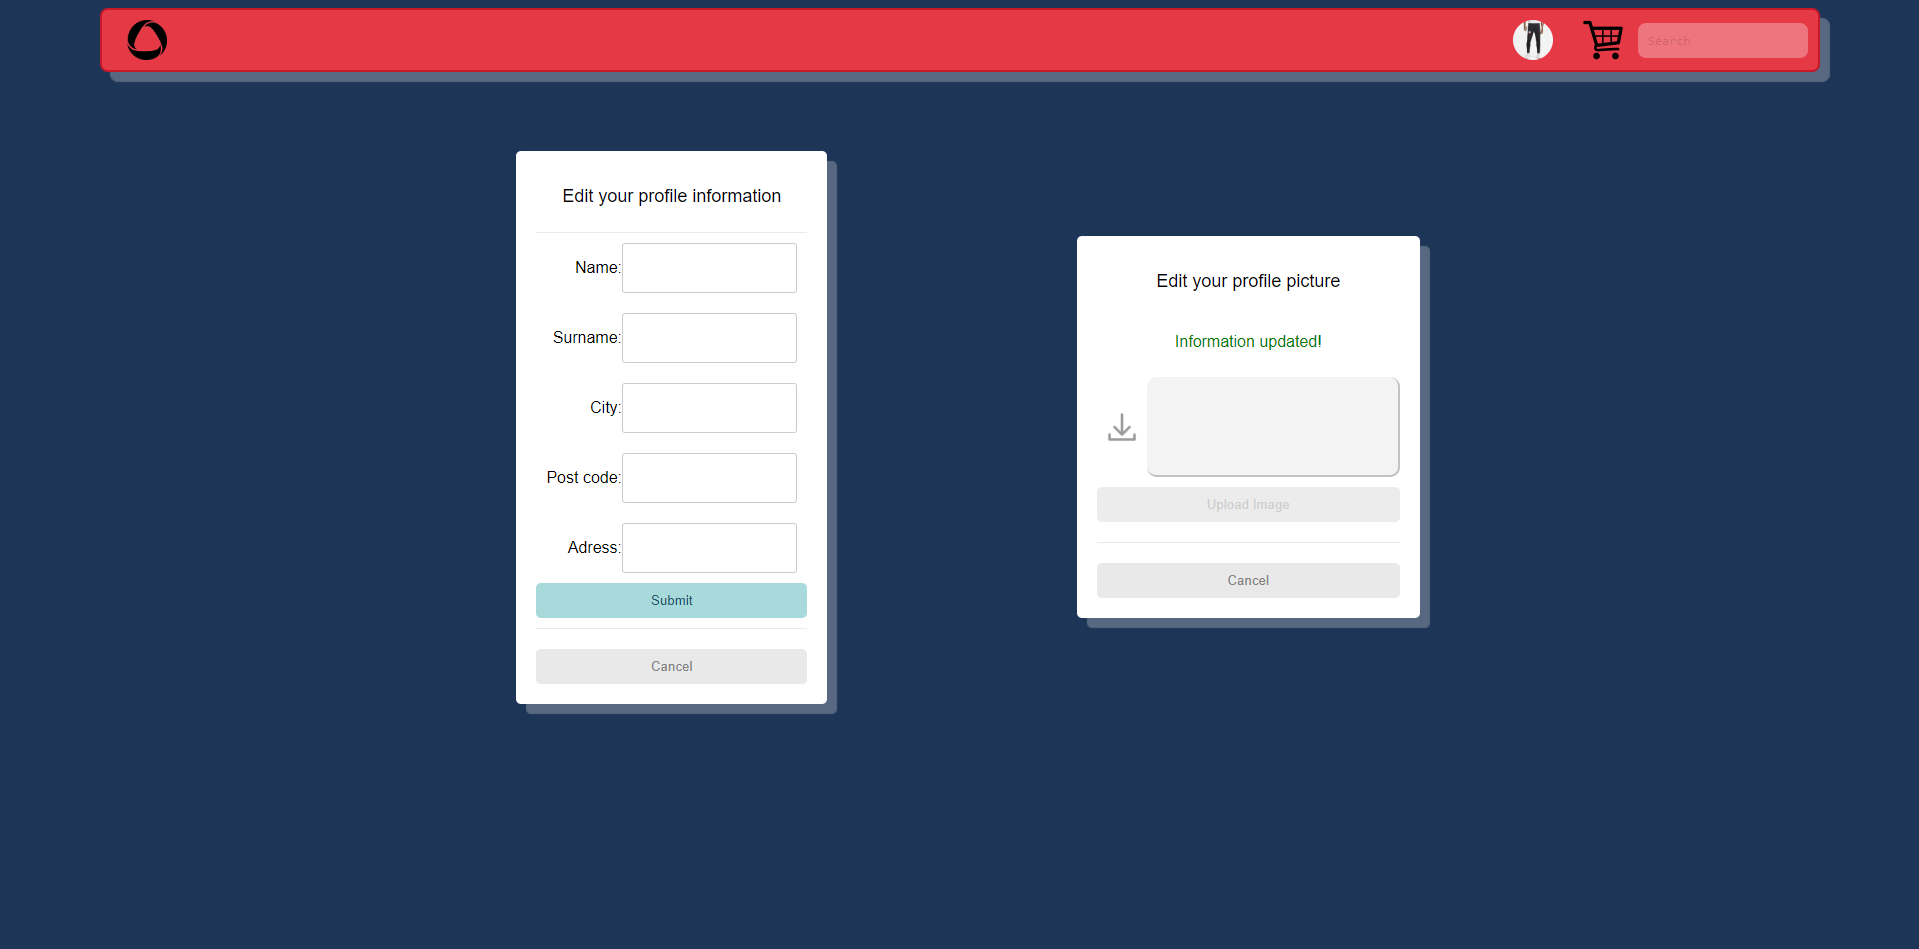 Search
Edit your profile information
Name:
Surname:
City:
Post code:
Adress:
Submit
Cancel
Edit your profile picture
Information updated!
Upload Image
Cancel